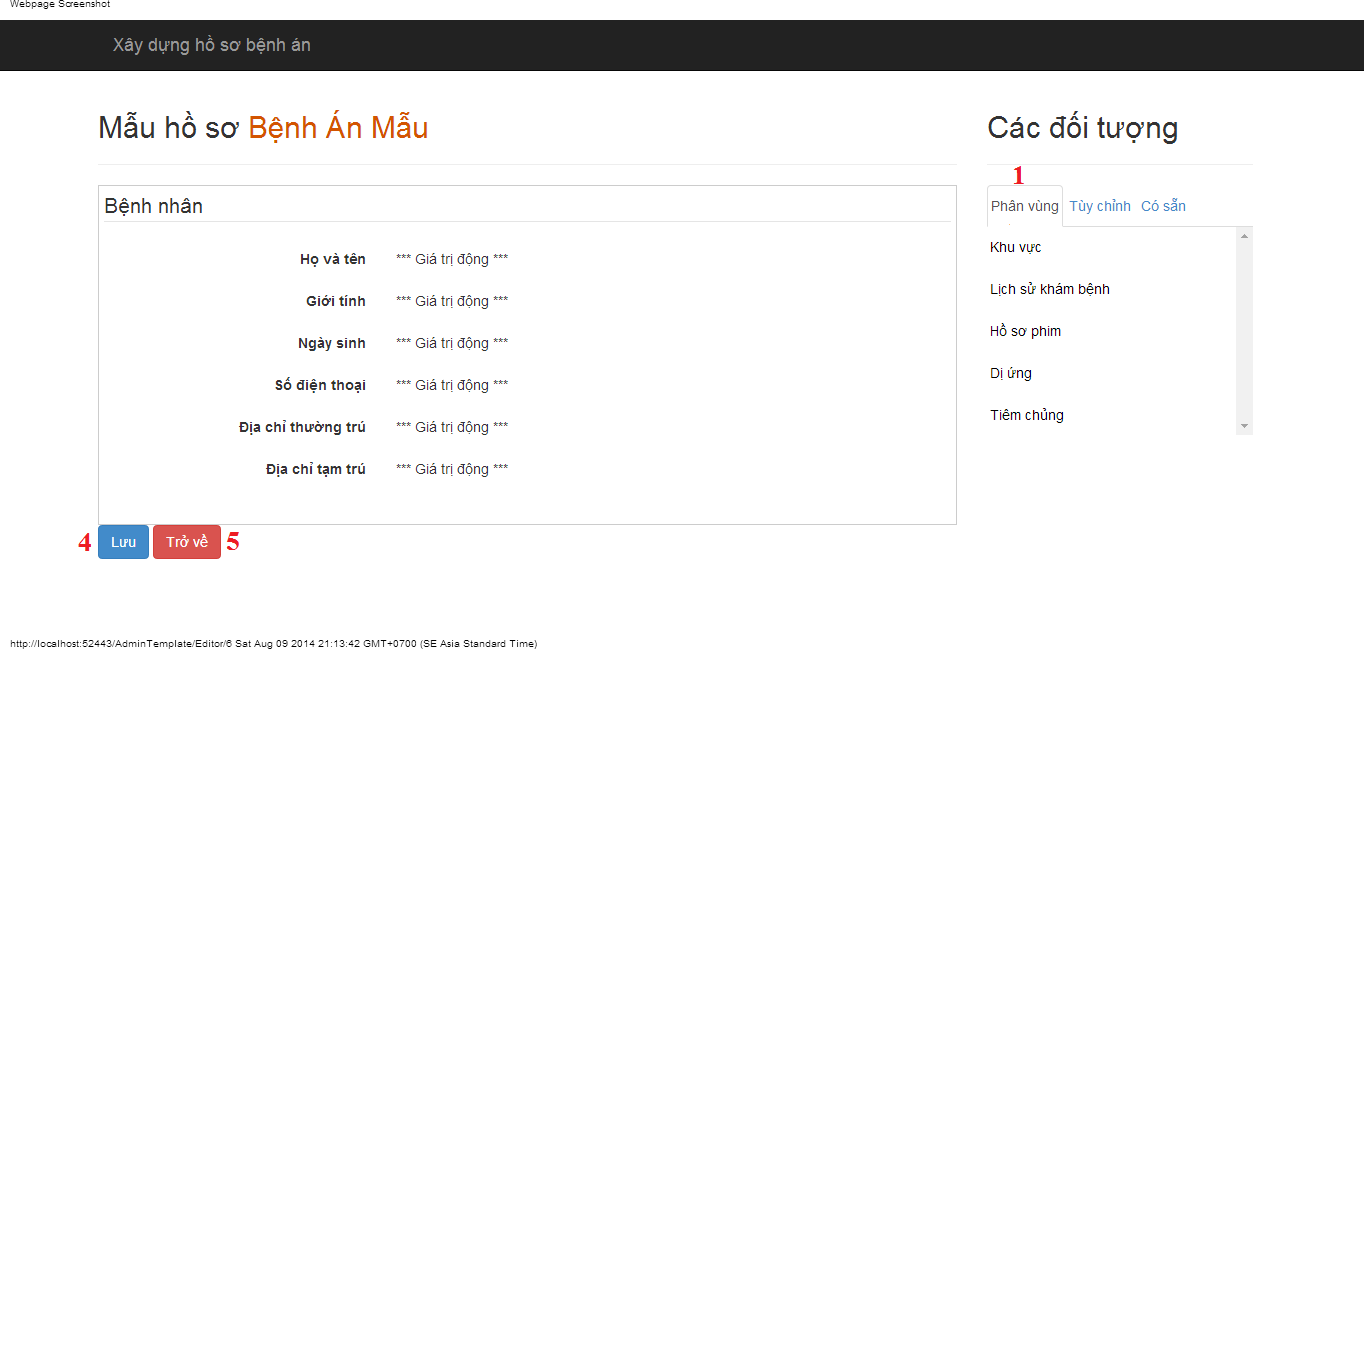 Webpage Screenshot
Xây dựng hồ sơ bệnh án
Mẫu hồ sơ Bệnh Án Mẫu
Bệnh nhân
Họ và tên *** Giá trị động ***
Giới tính *** Giá trị động ***
Ngày sinh *** Giá trị động ***
Số điện thoại *** Giá trị động ***
Địa chỉ thường trú *** Giá trị động ***
Địa chỉ tạm trú *** Giá trị động ***
4 Lưu Trở về 5
Các đối tượng
1
Phân vùng Tùy chỉnh Có sẵn
Khu vực
Lịch sử khám bệnh
Hồ sơ phim
Dị ứng
Tiêm chủng
http://localhost:52443/AdminTemplate/Editor/6 Sat Aug 09 2014 21:13:42 GMT+0700 (SE Asia Standard Time)